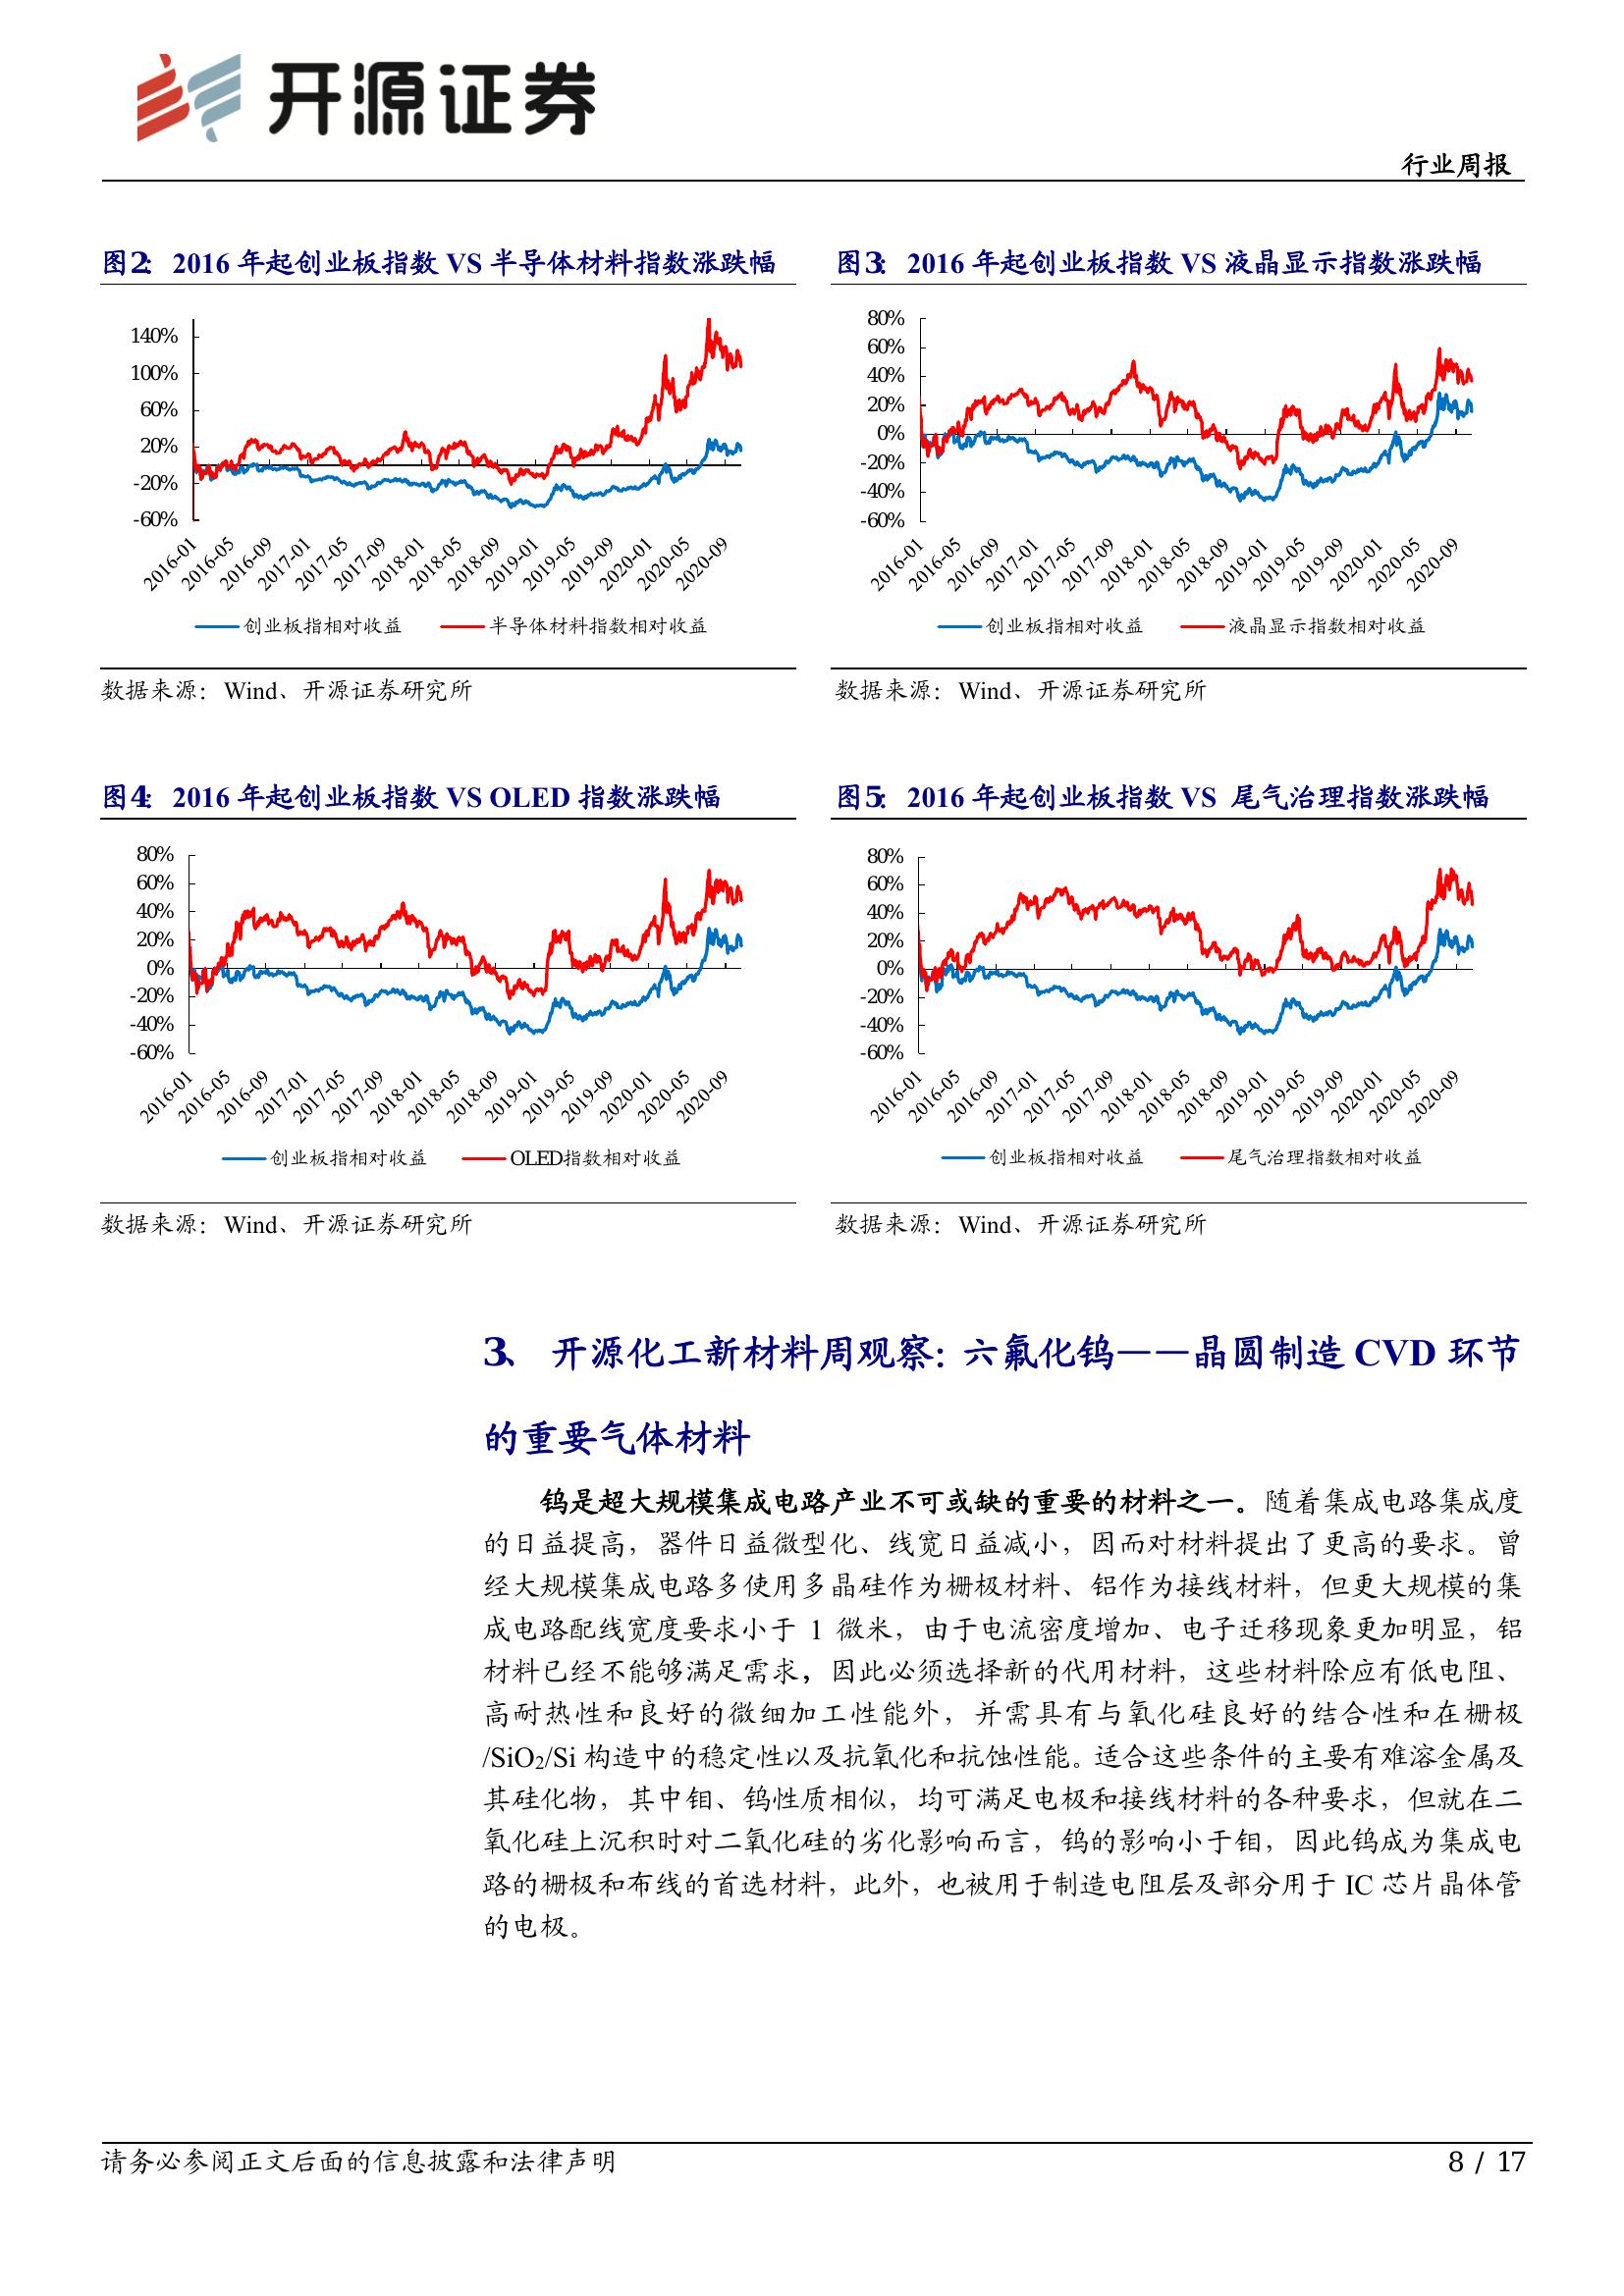 开源证券
行业周报
图2： 2016 年起创业板指数 VS 半导体材料指数涨跌幅
140%
100%
60%
20%
-20%
-60%
2016-01
2016-05
2016-09
2017-01
2017-05
2017-09
2018-01
2018-05
2018-09
2019-01
2019-05
2019-09
2020-01
2020-05
2020-09
创业板指相对收益
半导体材料指数相对收益
数据来源：Wind、开源证券研究所
图3： 2016 年起创业板指数 VS 液晶显示指数涨跌幅
80%
60%
40%
20%
0%
-20%
-40%
-60%
2016-01
2016-05
2016-09
2017-01
2017-05
2017-09
2018-01
2018-05
2018-09
2019-01
2019-05
2019-09
2020-01
2020-05
2020-09
创业板指相对收益
液晶显示指数相对收益
数据来源：Wind、开源证券研究所
图4： 2016 年起创业板指数 VS OLED 指数涨跌幅
80%
60%
40%
20%
0%
-20%
-40%
-60%
2016-01
2016-05
2016-09
2017-01
2017-05
2017-09
2018-01
2018-05
2018-09
2019-01
2019-05
2019-09
2020-01
2020-05
2020-09
创业板指相对收益
OLED指数相对收益
数据来源：Wind、开源证券研究所
图5： 2016 年起创业板指数 VS 尾气治理指数涨跌幅
80%
60%
40%
20%
0%
-20%
-40%
-60%
2016-01
2016-05
2016-09
2017-01
2017-05
2017-09
2018-01
2018-05
2018-09
2019-01
2019-05
2019-09
2020-01
2020-05
2020-09
创业板指相对收益
尾气治理指数相对收益
数据来源：Wind、开源证券研究所
3、 开源化工新材料周观察：六氟化钨——晶圆制造 CVD 环节
的重要气体材料
钨是超大规模集成电路产业不可或缺的重要的材料之一。随着集成电路集成度
的日益提高，器件日益微型化、线宽日益减小，因而对材料提出了更高的要求。曾
经大规模集成电路多使用多晶硅作为栅极材料、铝作为接线材料，但更大规模的集
成电路配线宽度要求小于 1 微米，由于电流密度增加、电子迁移现象更加明显，铝
材料已经不能够满足需求，因此必须选择新的代用材料，这些材料除应有低电阻、
高耐热性和良好的微细加工性能外，并需具有与氧化硅良好的结合性和在栅极
/SiO₂/Si 构造中的稳定性以及抗氧化和抗蚀性能。适合这些条件的主要有难溶金属及
其硅化物，其中钼、钨性质相似，均可满足电极和接线材料的各种要求，但就在二
氧化硅上沉积时对二氧化硅的劣化影响而言，钨的影响小于钼，因此钨成为集成电
路的栅极和布线的首选材料，此外，也被用于制造电阻层及部分用于 IC 芯片晶体管
的电极。
请务必参阅正文后面的信息披露和法律声明
8 / 17